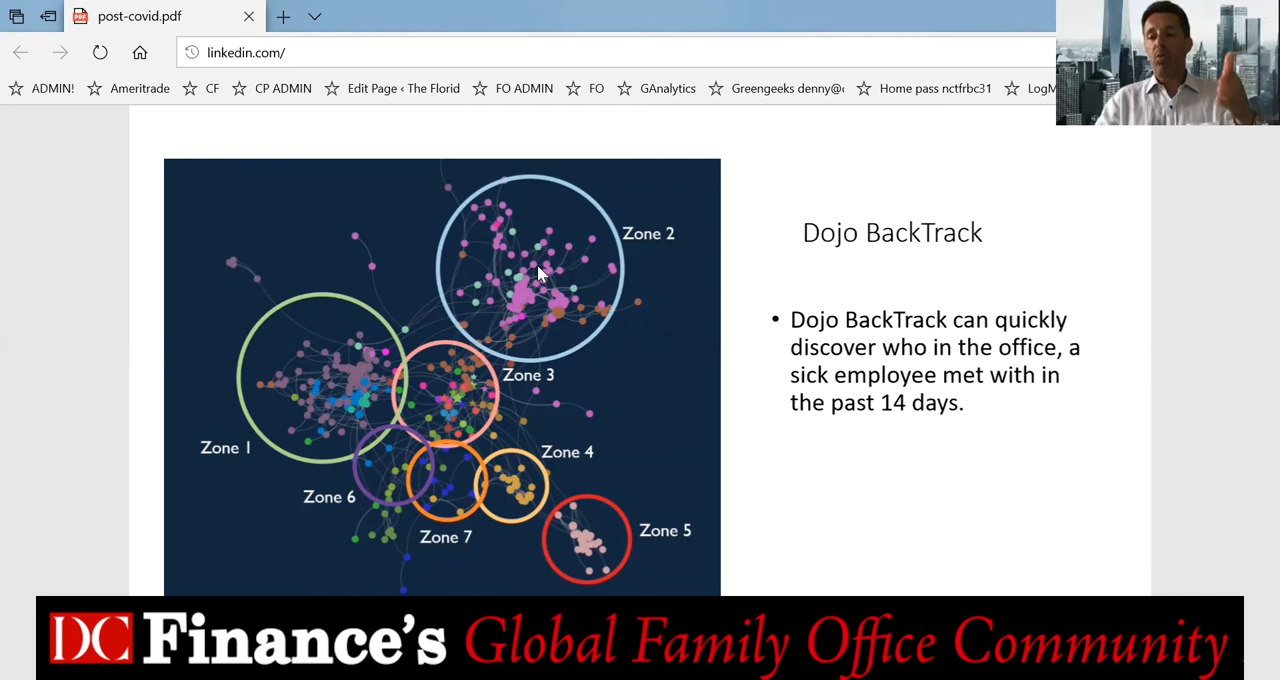 post-covid.pdf
linkedin.com/
ADMIN! Ameritrade CF CP ADMIN Edit Page ‹ The Florid FO ADMIN FO GAnalytics Greengeeks denny@ Home pass nctfrbc31 LogM
Zone 2
Zone 3
Zone 1
Zone 4
Zone 6
Zone 7
Zone 5
Dojo BackTrack
• Dojo BackTrack can quickly
discover who in the office, a
sick employee met with in
the past 14 days.
DC Finance's Global Family Office Community